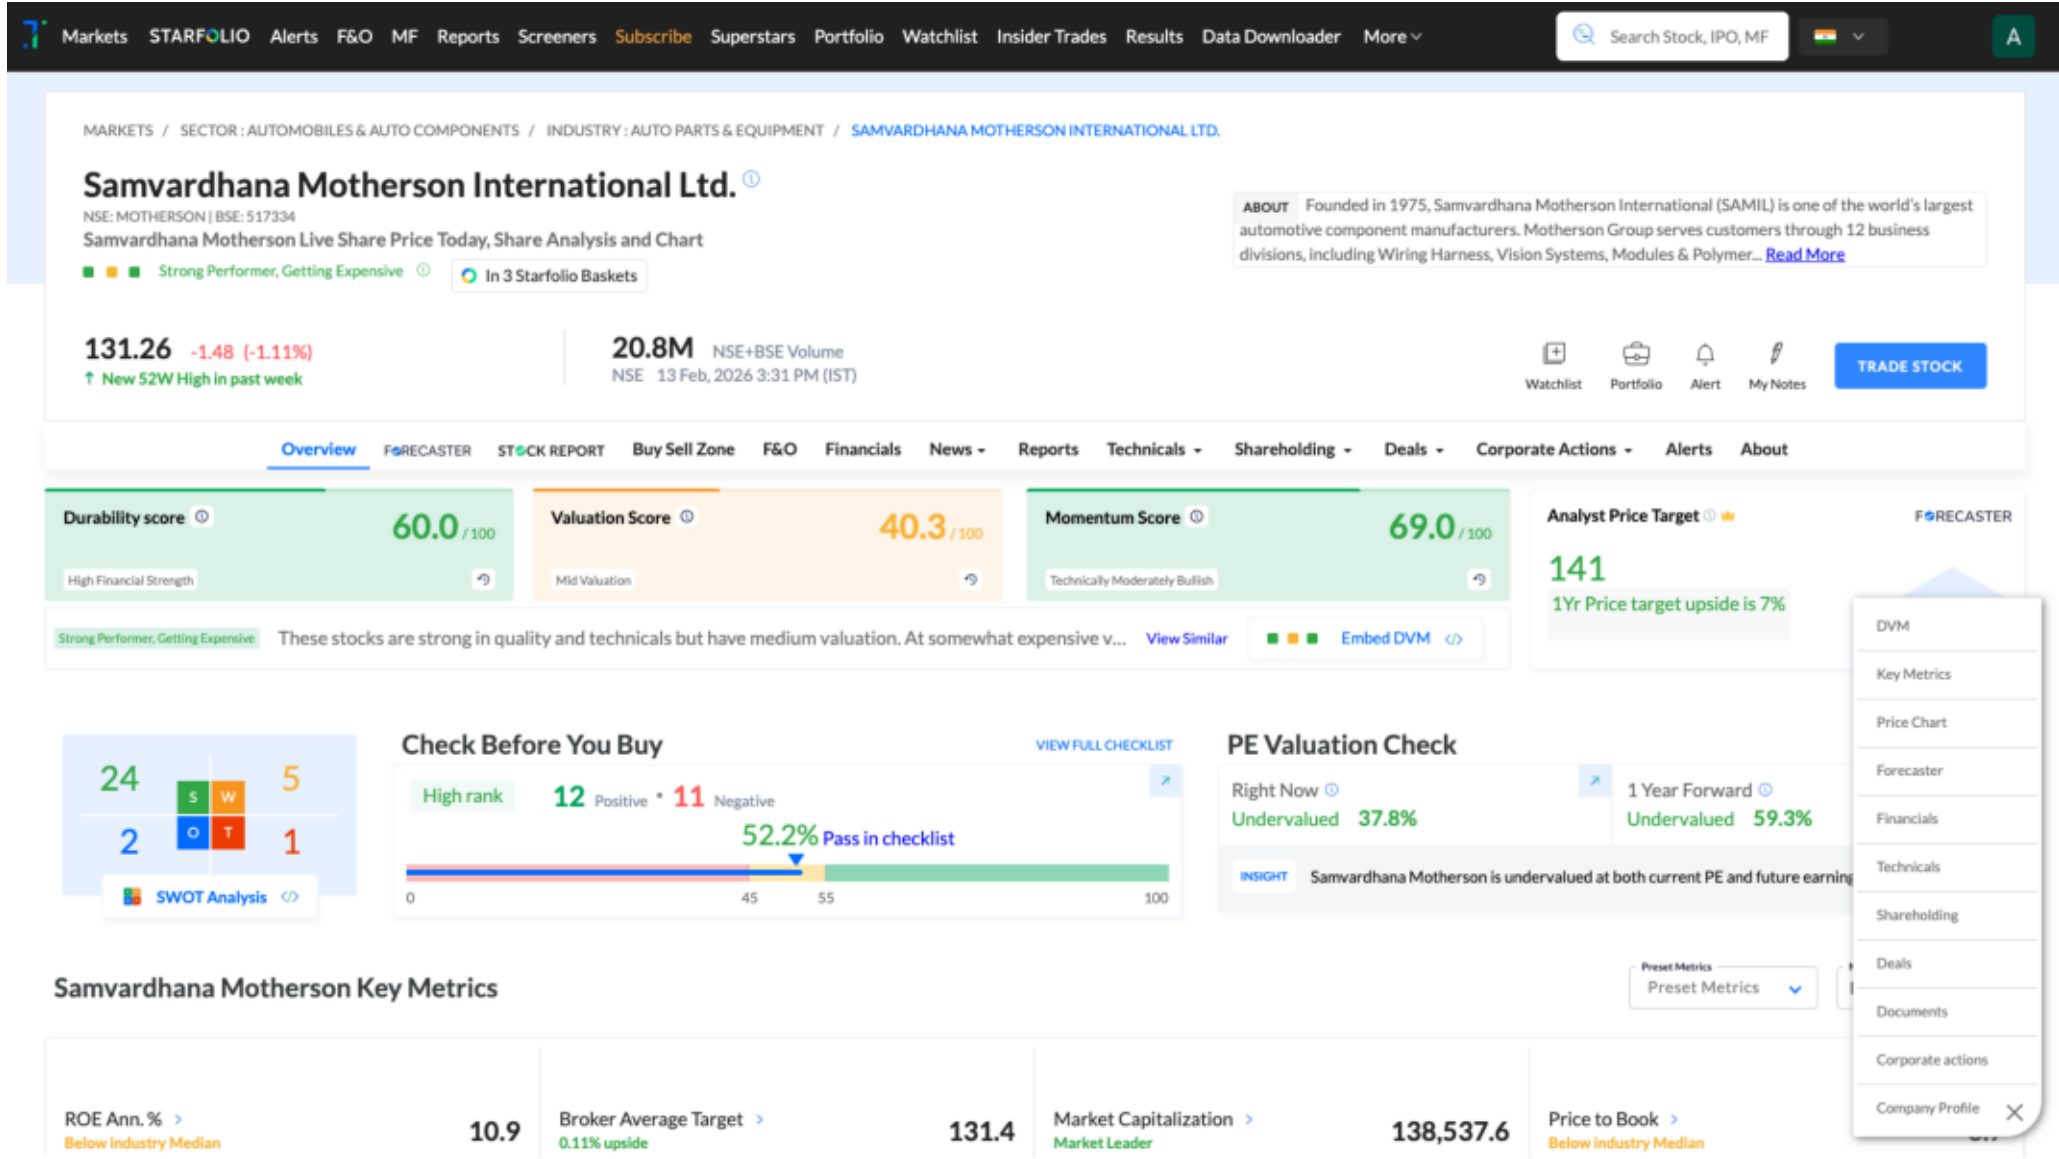 Markets STARFOLIO Alerts F&O MF Reports Screeners Subscribe Superstars Portfolio Watchlist Insider Trades Results Data Downloader More Search Stock, IPO, MF A
MARKETS / SECTOR : AUTOMOBILES & AUTO COMPONENTS / INDUSTRY : AUTO PARTS & EQUIPMENT / SAMVARDHANA MOTHERSON INTERNATIONAL LTD.
Samvardhana Motherson International Ltd.
NSE: MOTHERSON | BSE: 517334
Samvardhana Motherson Live Share Price Today, Share Analysis and Chart
Strong Performer, Getting Expensive In 3 Starfolio Baskets
ABOUT Founded in 1975, Samvardhana Motherson International (SAMIL) is one of the world's largest
automotive component manufacturers. Motherson Group serves customers through 12 business
divisions, including Wiring Harness, Vision Systems, Modules & Polymer... Read More
131.26 -1.48 (-1.11%)
↑ New 52W High in past week
20.8M NSE+BSE Volume
NSE 13 Feb, 2026 3:31 PM (IST)
Watchlist Portfolio Alert My Notes TRADE STOCK
Overview FORECASTER STOCK REPORT Buy Sell Zone F&O Financials News Reports Technicals Shareholding Deals Corporate Actions Alerts About
Durability score 60.0 / 100
High Financial Strength
Valuation Score 40.3 / 100
Mid Valuation
Momentum Score 69.0 / 100
Technically Moderately Bullish
Analyst Price Target FORECASTER
141
1Yr Price target upside is 7%
Strong Performer, Getting Expensive These stocks are strong in quality and technicals but have medium valuation. At somewhat expensive v... View Similar Embed DVM </>
24 S W 5
2 O T 1
SWOT Analysis </>
Check Before You Buy VIEW FULL CHECKLIST
High rank 12 Positive • 11 Negative
52.2% Pass in checklist
0 45 55 100
PE Valuation Check
Right Now
Undervalued 37.8%
1 Year Forward
Undervalued 59.3%
INSIGHT Samvardhana Motherson is undervalued at both current PE and future earning
Samvardhana Motherson Key Metrics
Preset Metrics
Preset Metrics
ROE Ann. % > 10.9
Below industry Median
Broker Average Target > 131.4
0.11% upside
Market Capitalization > 138,537.6
Market Leader
Price to Book >
Below industry Median
DVM
Key Metrics
Price Chart
Forecaster
Financials
Technicals
Shareholding
Deals
Documents
Corporate actions
Company Profile